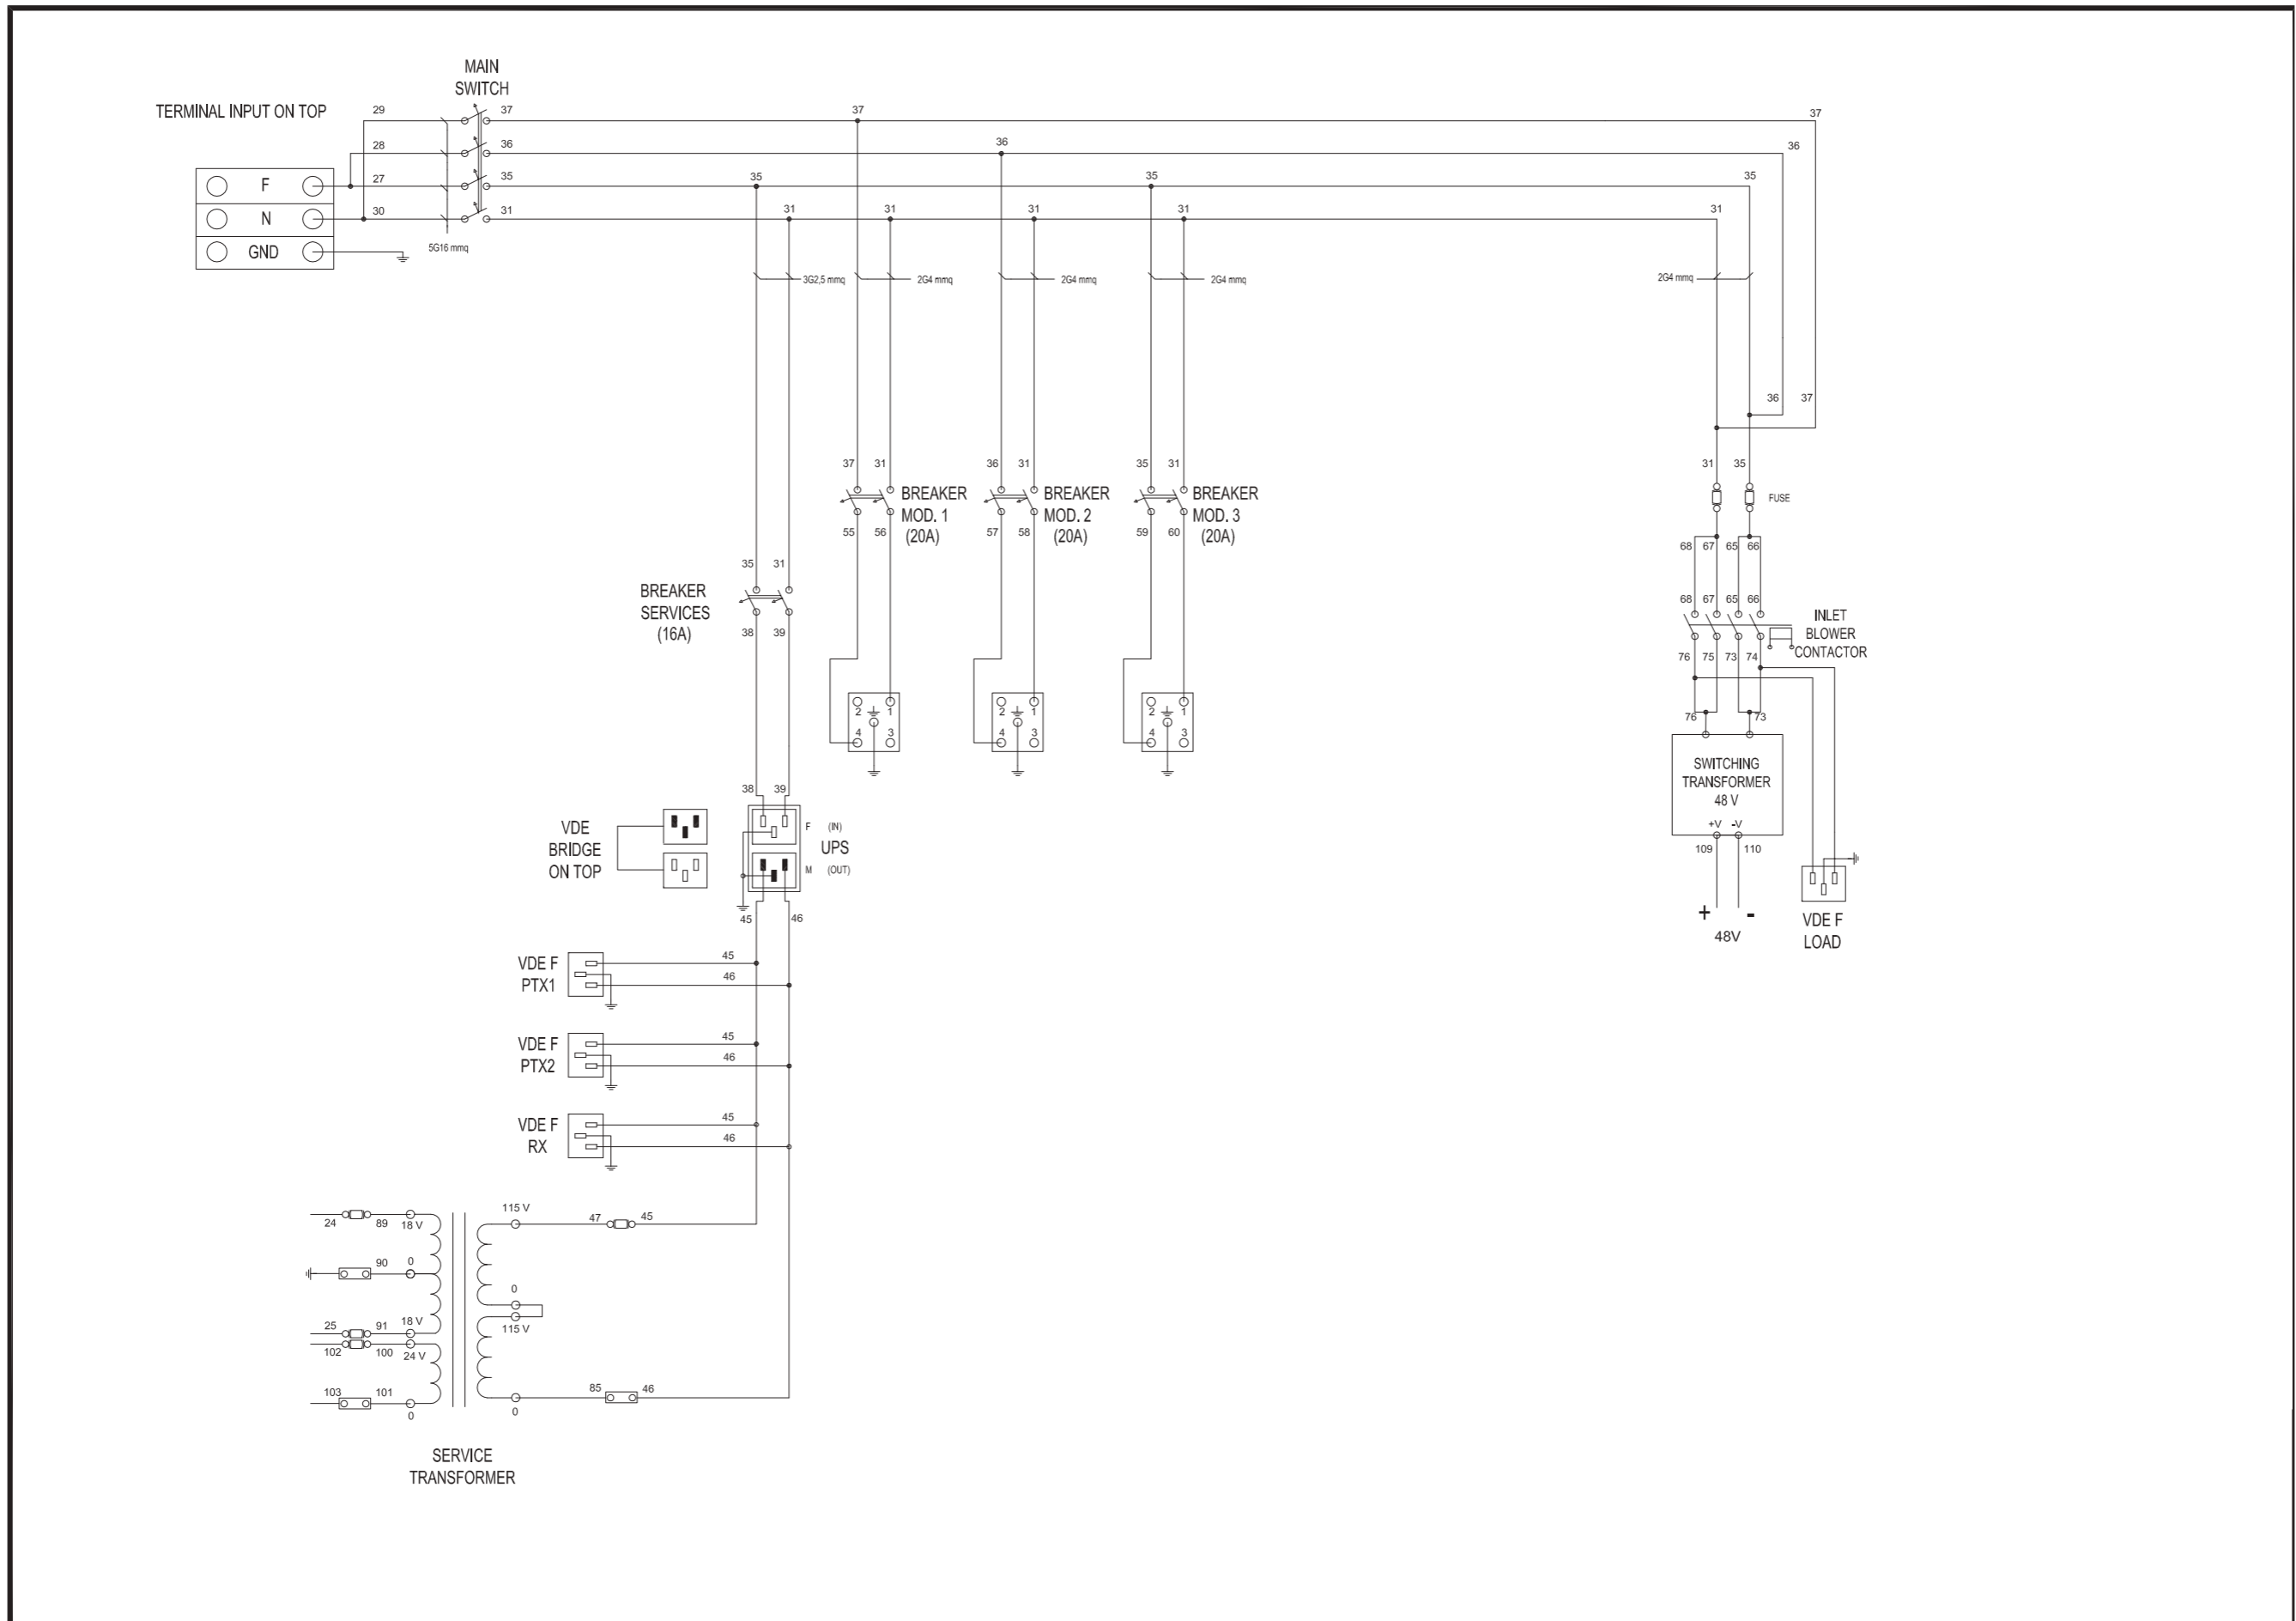 MAIN
SWITCH
TERMINAL INPUT ON TOP
29 37 37 37
28 36 36 36
F 27 35 35 35 35
N 30 31 31 31 31 31 31
GND 5G16 mmq
3G2,5 mmq 2G4 mmq 2G4 mmq 2G4 mmq 2G4 mmq
36 37
37 31 36 31 35 31 31 35
BREAKER BREAKER BREAKER FUSE
MOD. 1 MOD. 2 MOD. 3
55 56 (20A) 57 58 (20A) 59 60 (20A)
68 67 65 66
35 31
BREAKER
SERVICES
(16A)
38 39
68 67 65 66
INLET
BLOWER
CONTACTOR
76 75 73 74
2 1 2 1 2 1
4 3 4 3 4 3
76 73
SWITCHING
TRANSFORMER
48 V
+V -V
109 110
+ -
48V
VDE F
LOAD
38 39
VDE
BRIDGE
ON TOP
F (IN)
UPS
M (OUT)
45 46
VDE F 45
PTX1 46
VDE F 45
PTX2 46
VDE F 45
RX 46
24 89 18 V 115 V 47 45
90 0 0
25 91 18 V 115 V
102 100 24 V
103 101 0 0 85 46
SERVICE
TRANSFORMER